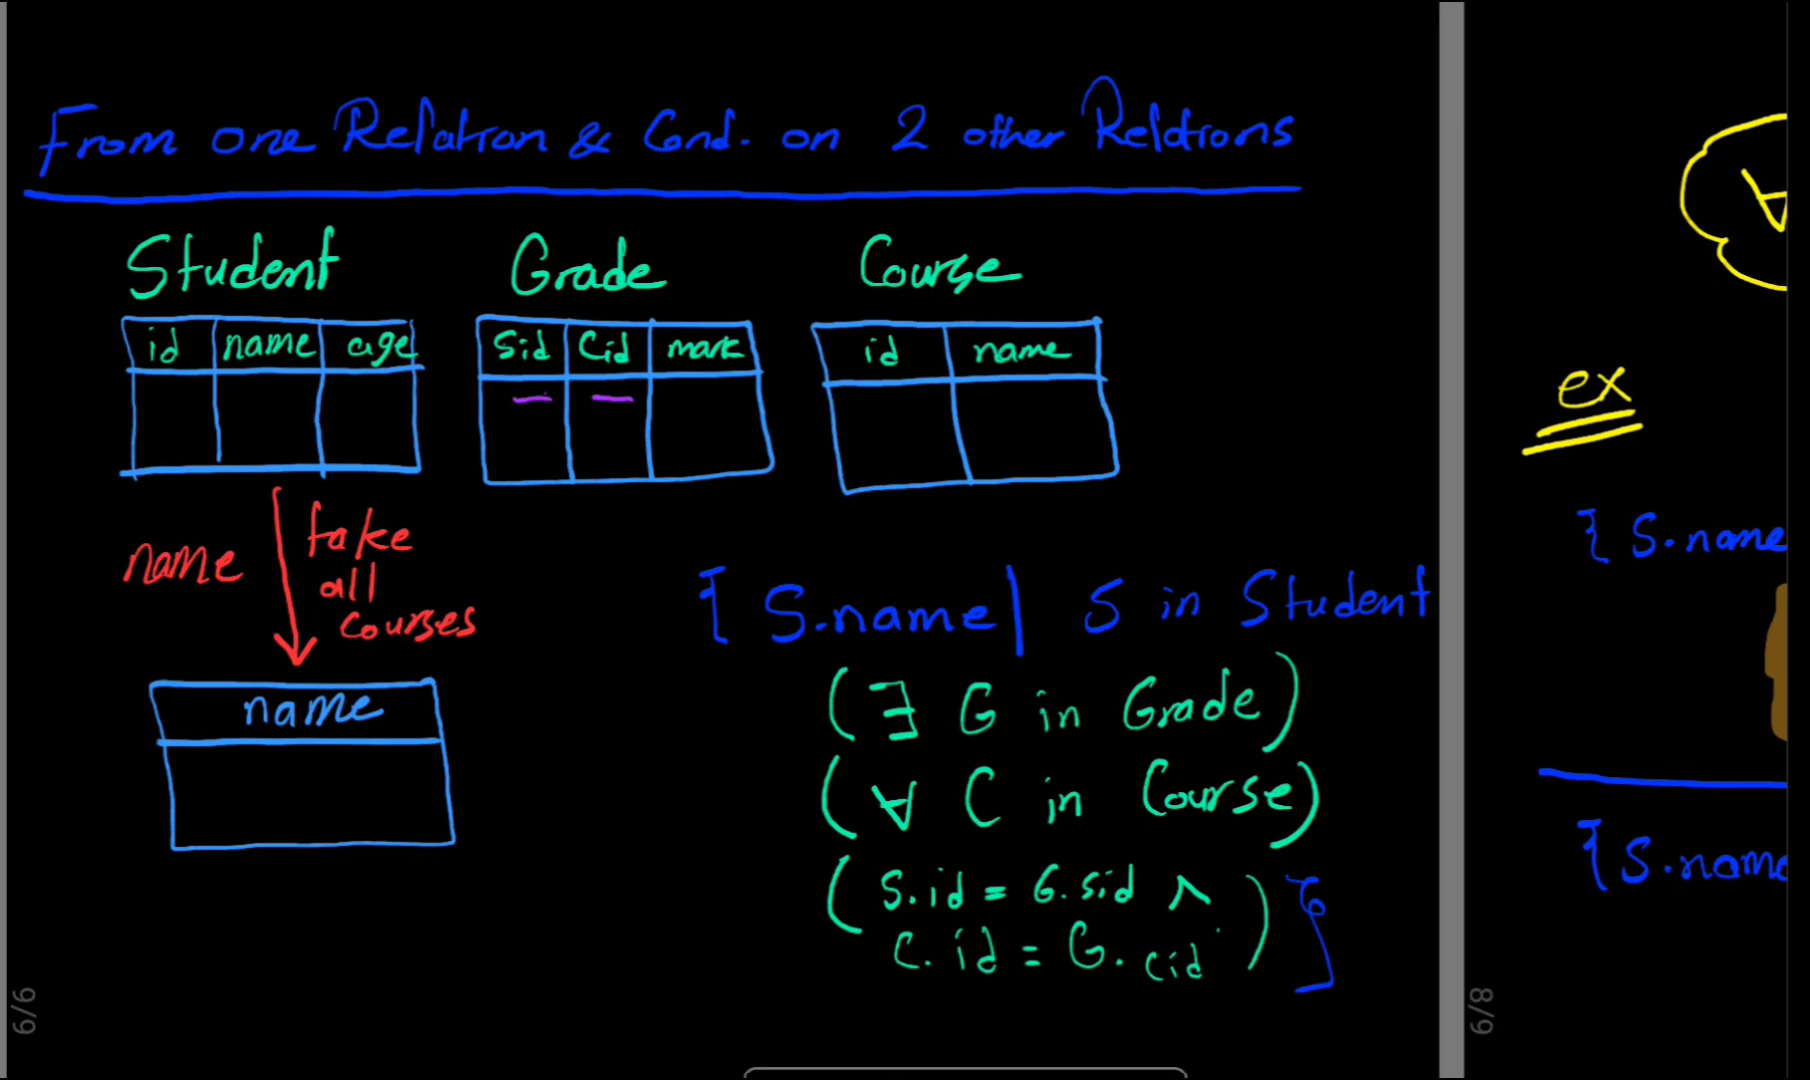 From one Relation & Cond. on 2 other Relations
Student
Grade
Course
id name age
Sid Cid mark
id name
name
take
all
courses
name
{ S.name | S in Student
(∃ G in Grade)
(∀ C in Course)
( S.id = G.sid ∧
C.id = G.cid ) }
6/6
∀
ex
{ S.name
{ S.name
9/8